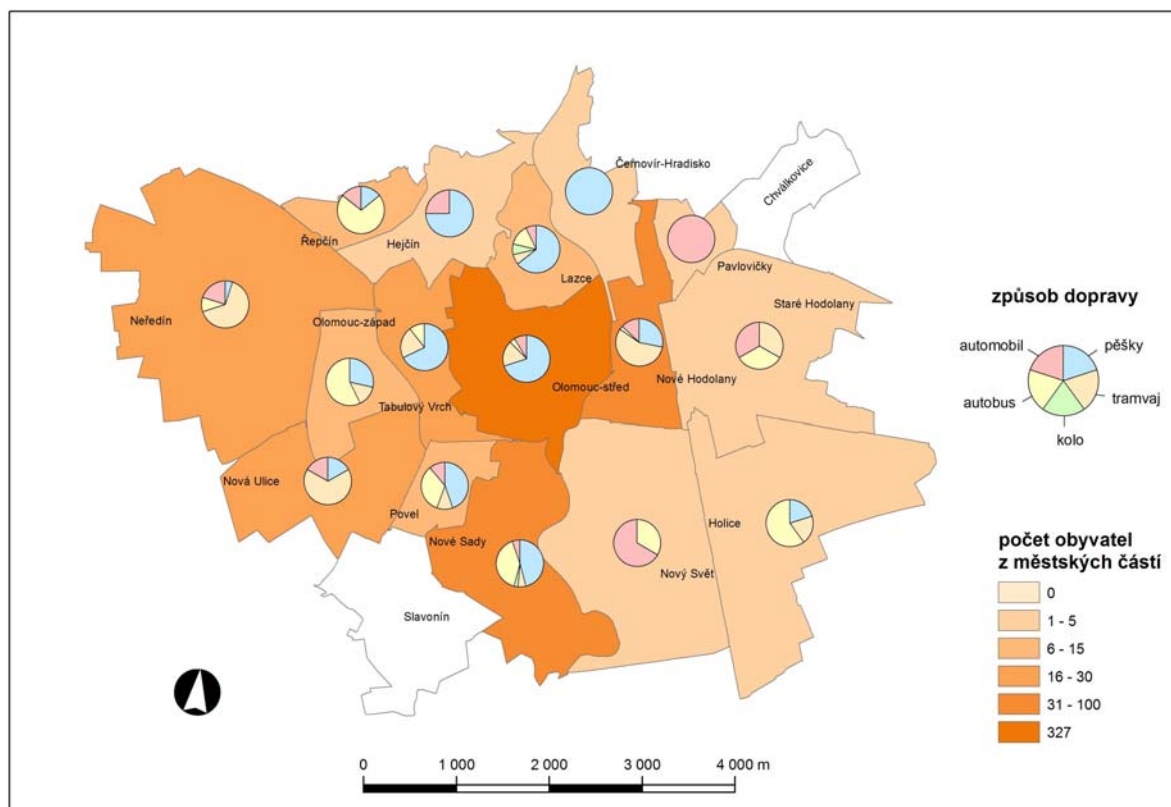 Černovír-Hradisko
Chválkovice
Řepčín
Hejčín
Lazce
Pavlovičky
Staré Hodolany
Neředín
Olomouc-západ
Olomouc-střed
Nové Hodolany
Tabulový Vrch
Nová Ulice
Povel
Nové Sady
Nový Svět
Holice
Slavonín
způsob dopravy
automobil
pěšky
autobus
tramvaj
kolo
počet obyvatel
z městských částí
0
1 - 5
6 - 15
16 - 30
31 - 100
327
0 1 000 2 000 3 000 4 000 m